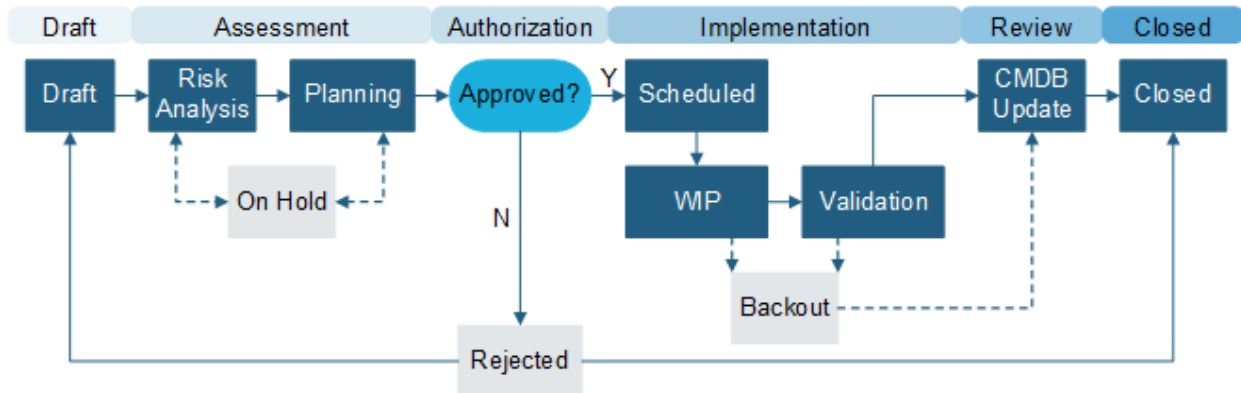 Draft
Assessment
Authorization
Implementation
Review
Closed
Draft
Risk
Analysis
Planning
Approved?
Y
Scheduled
CMDB
Update
Closed
On Hold
N
WIP
Validation
Backout
Rejected